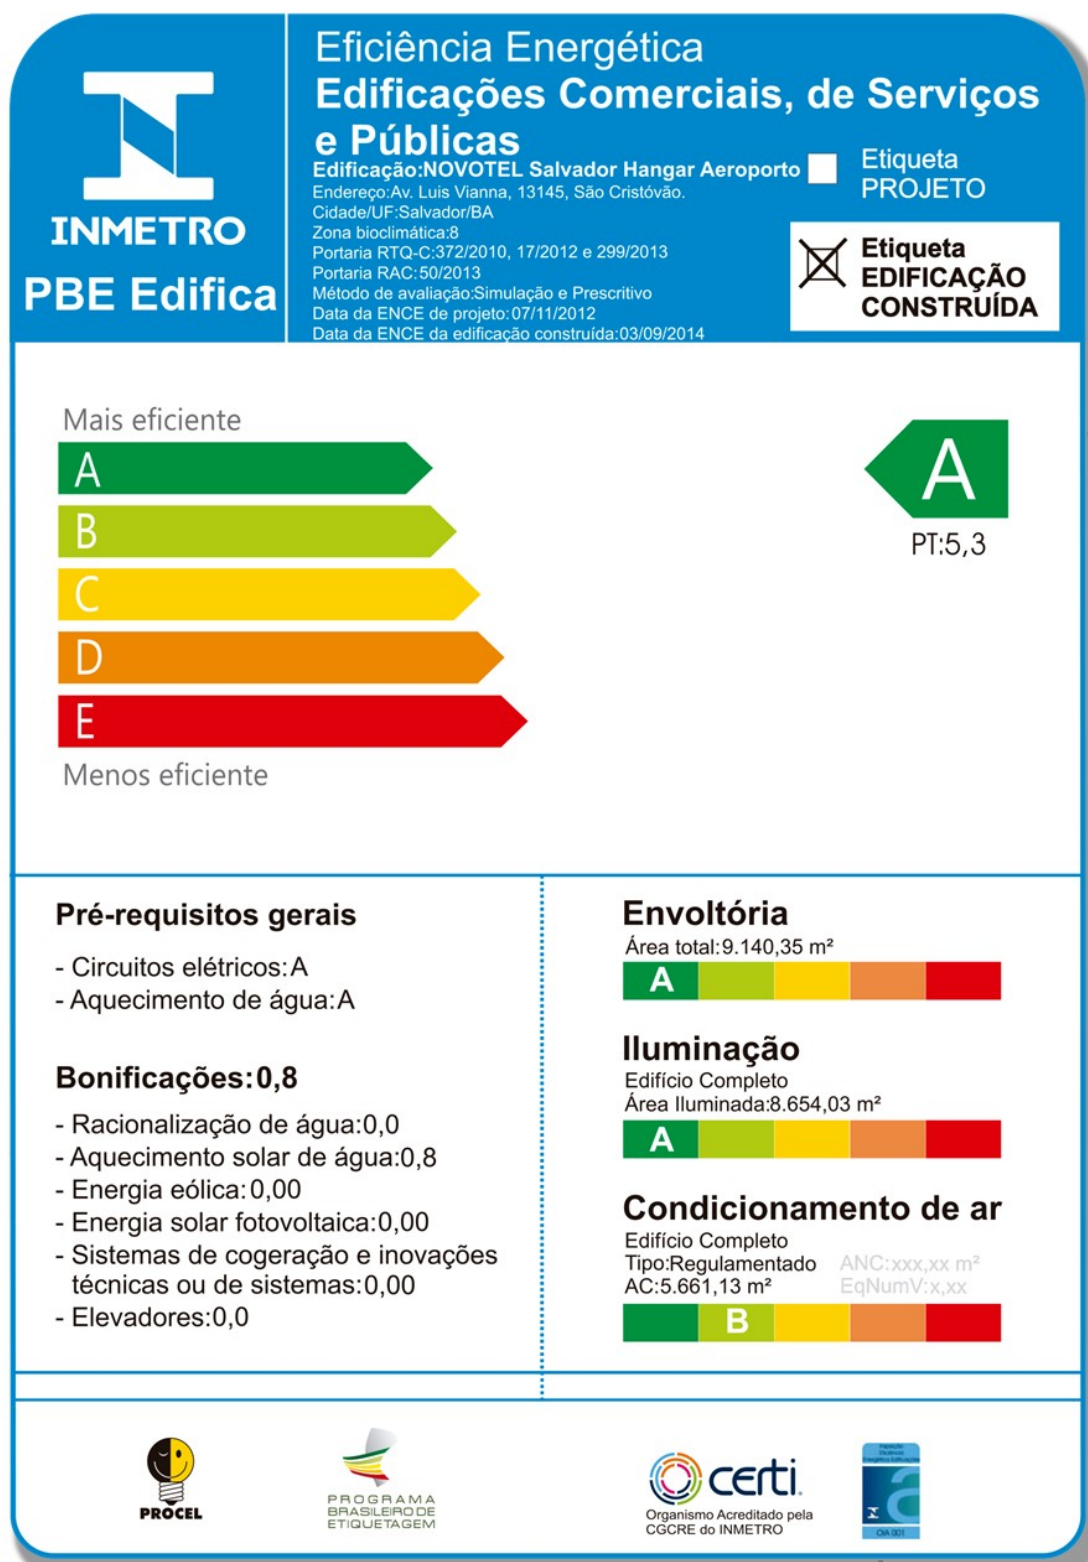 INMETRO
PBE Edifica
Eficiência Energética
Edificações Comerciais, de Serviços
e Públicas
Edificação:NOVOTEL Salvador Hangar Aeroporto
Endereço:Av. Luis Vianna, 13145, São Cristóvão.
Cidade/UF:Salvador/BA
Zona bioclimática:8
Portaria RTQ-C:372/2010, 17/2012 e 299/2013
Portaria RAC:50/2013
Método de avaliação:Simulação e Prescritivo
Data da ENCE de projeto:07/11/2012
Data da ENCE da edificação construída:03/09/2014
Etiqueta
PROJETO
Etiqueta
EDIFICAÇÃO
CONSTRUÍDA
Mais eficiente
A
B
C
D
E
Menos eficiente
A
PT:5,3
Pré-requisitos gerais
- Circuitos elétricos:A
- Aquecimento de água:A
Bonificações:0,8
- Racionalização de água:0,0
- Aquecimento solar de água:0,8
- Energia eólica:0,00
- Energia solar fotovoltaica:0,00
- Sistemas de cogeração e inovações
técnicas ou de sistemas:0,00
- Elevadores:0,0
Envoltória
Área total:9.140,35 m²
A
Iluminação
Edifício Completo
Área Iluminada:8.654,03 m²
A
Condicionamento de ar
Edifício Completo
Tipo:Regulamentado ANC:xxx,xx m²
AC:5.661,13 m² EqNumV:x,xx
B
PROCEL
PROGRAMA
BRASILEIRO DE
ETIQUETAGEM
certi
Organismo Acreditado pela
CGCRE do INMETRO
OIA 001